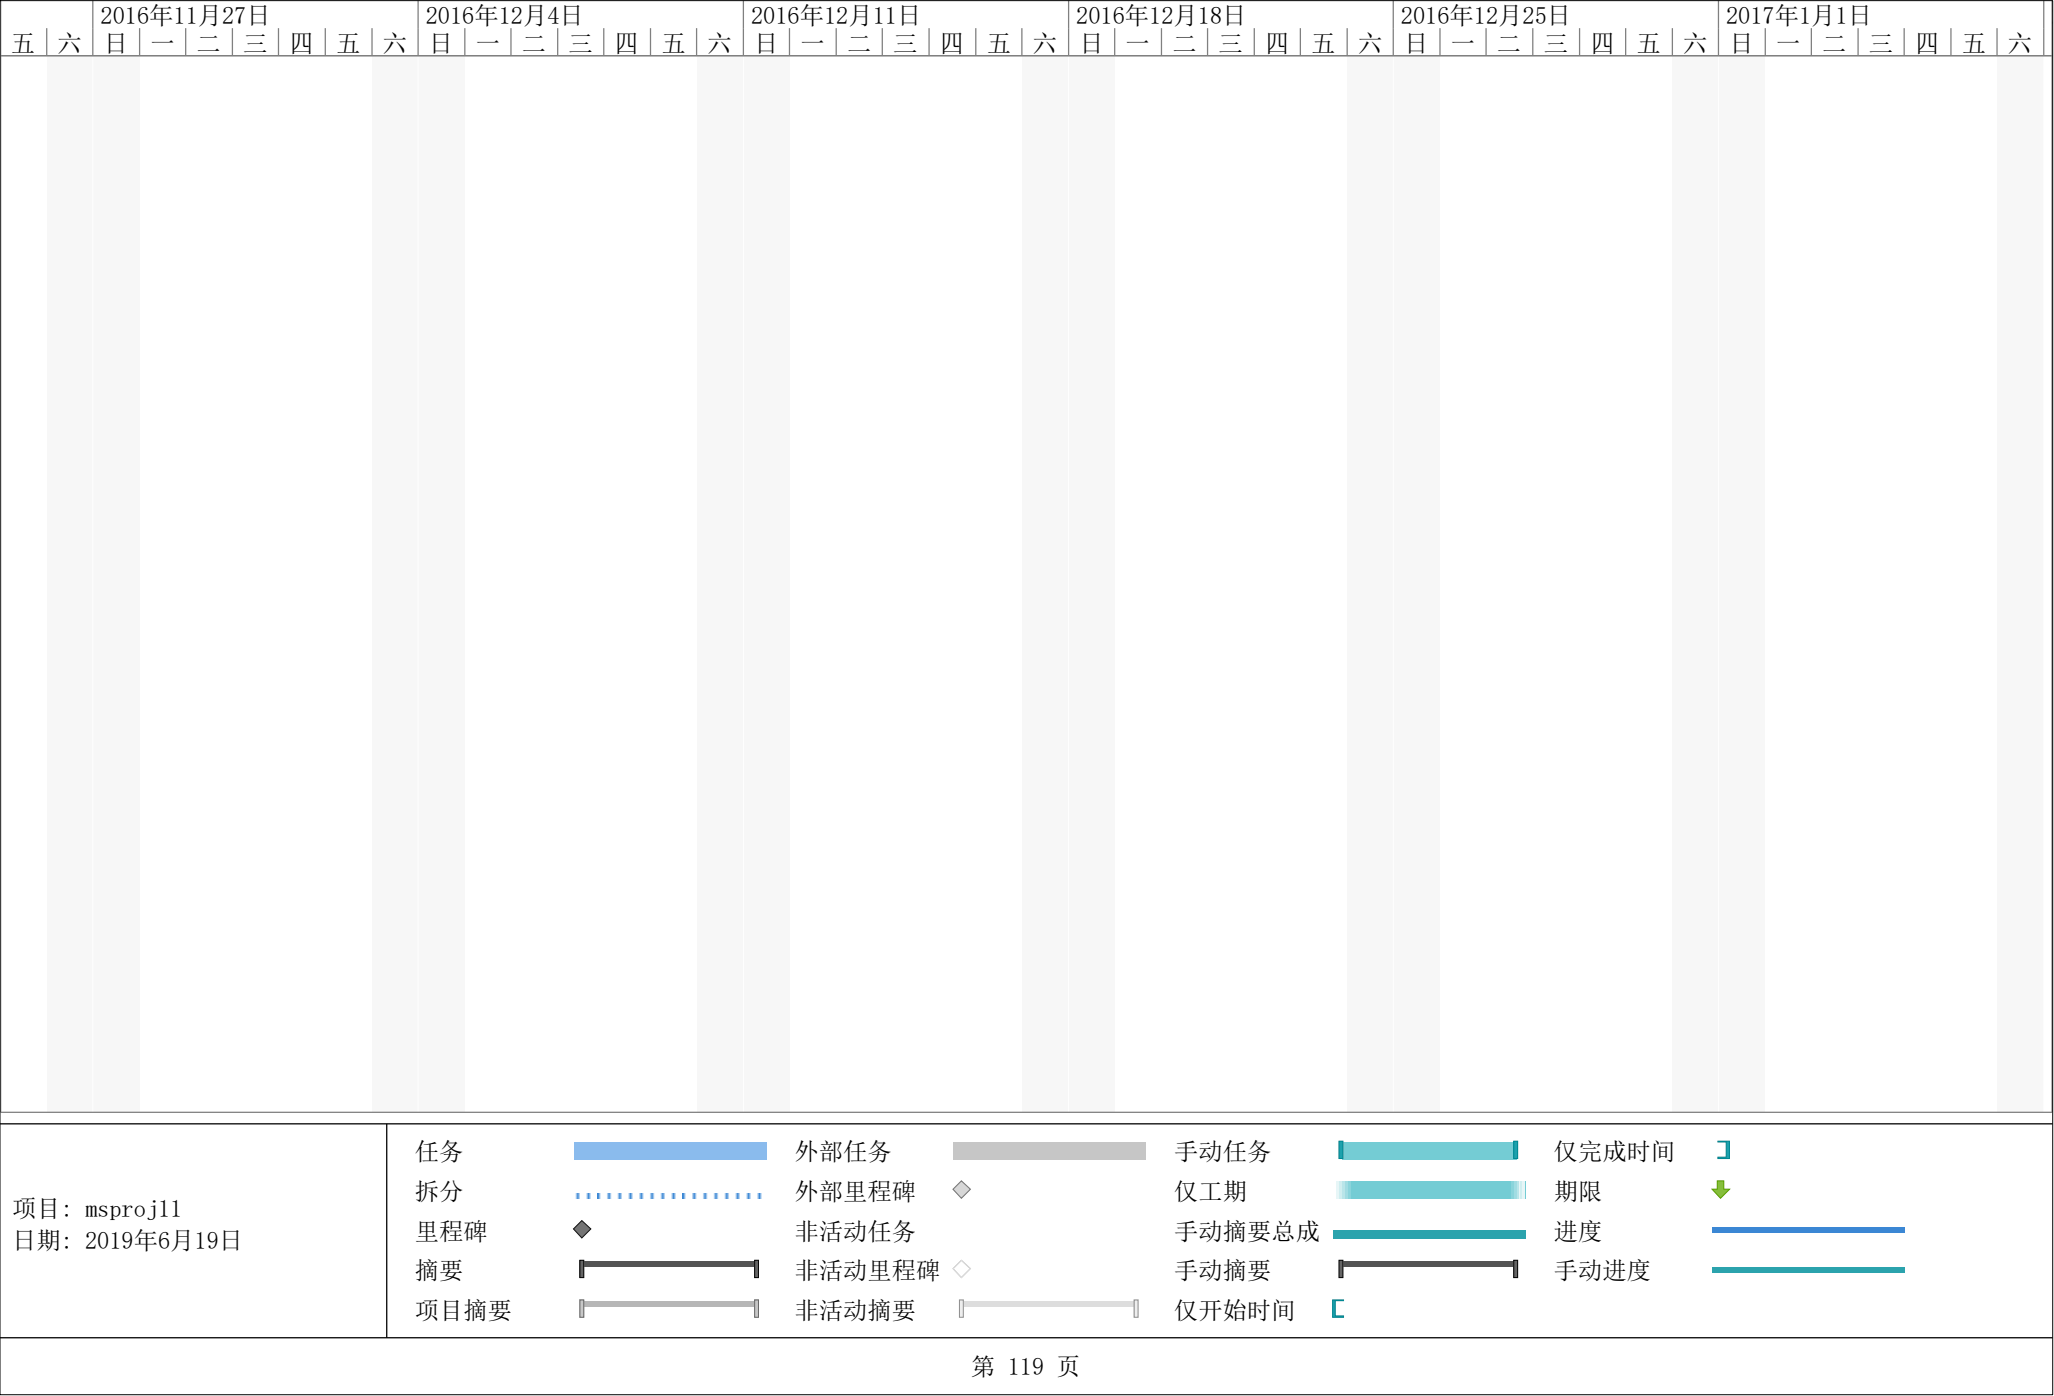 2016年11月27日 2016年12月4日 2016年12月11日 2016年12月18日 2016年12月25日 2017年1月1日
五 六 日 一 二 三 四 五 六 日 一 二 三 四 五 六 日 一 二 三 四 五 六 日 一 二 三 四 五 六 日 一 二 三 四 五 六 日 一 二 三 四 五 六
项目: msproj11
日期: 2019年6月19日
任务 外部任务 手动任务 仅完成时间
拆分 外部里程碑 仅工期 期限
里程碑 非活动任务 手动摘要总成 进度
摘要 非活动里程碑 手动摘要 手动进度
项目摘要 非活动摘要 仅开始时间
第 119 页